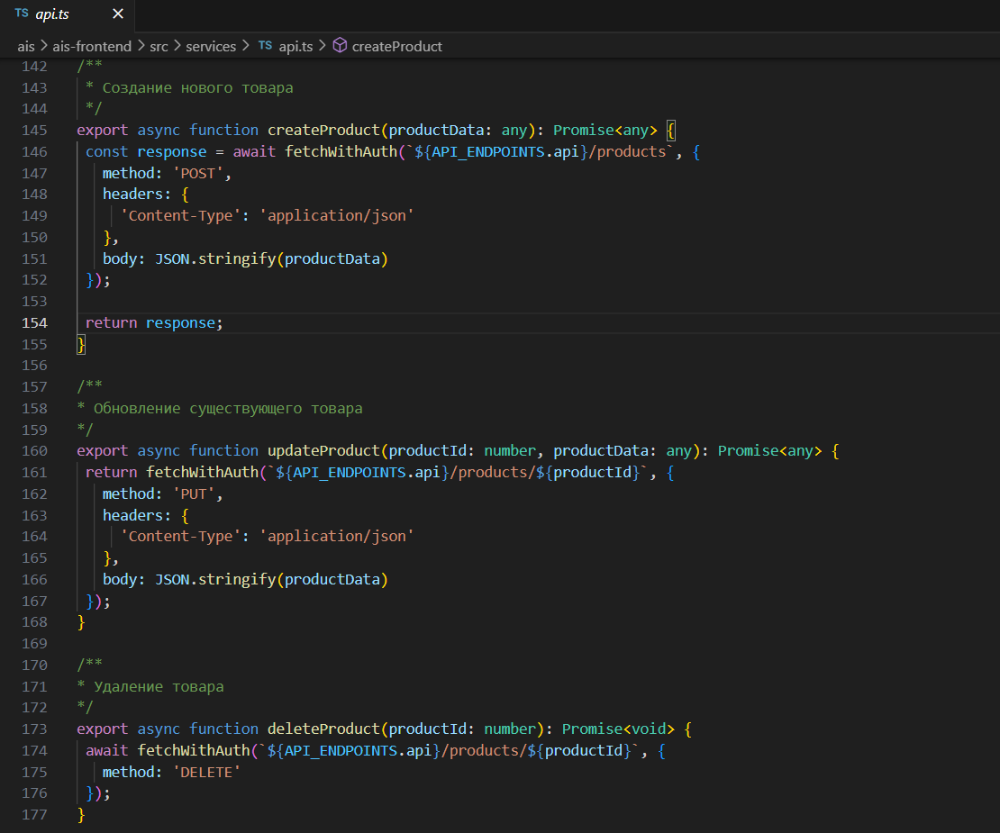 TS api.ts ×
ais > ais-frontend > src > services > TS api.ts > createProduct
142 /**
143 * Создание нового товара
144 */
145 export async function createProduct(productData: any): Promise<any> {
146 const response = await fetchWithAuth(`${API_ENDPOINTS.api}/products`, {
147 method: 'POST',
148 headers: {
149 'Content-Type': 'application/json'
150 },
151 body: JSON.stringify(productData)
152 });
153
154 return response;
155 }
156
157 /**
158 * Обновление существующего товара
159 */
160 export async function updateProduct(productId: number, productData: any): Promise<any> {
161 return fetchWithAuth(`${API_ENDPOINTS.api}/products/${productId}`, {
162 method: 'PUT',
163 headers: {
164 'Content-Type': 'application/json'
165 },
166 body: JSON.stringify(productData)
167 });
168 }
169
170 /**
171 * Удаление товара
172 */
173 export async function deleteProduct(productId: number): Promise<void> {
174 await fetchWithAuth(`${API_ENDPOINTS.api}/products/${productId}`, {
175 method: 'DELETE'
176 });
177 }